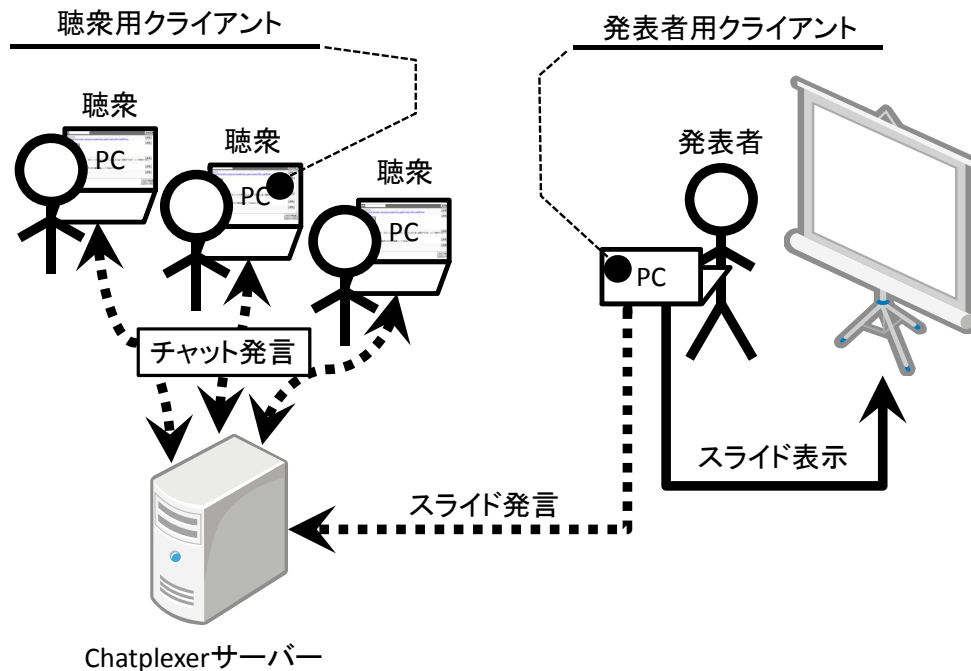 聴衆用クライアント
発表者用クライアント
聴衆
聴衆
聴衆
発表者
PC
PC
PC
PC
チャット発言
スライド表示
スライド発言
Chatplexerサーバー